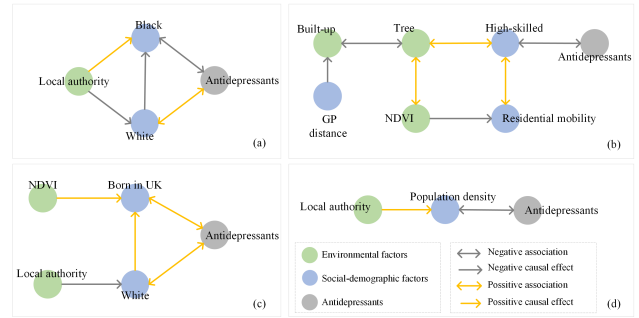 Black
Local authority
Antidepressants
White
(a)
Built-up
Tree
High-skilled
Antidepressants
GP
distance
NDVI
Residential mobility
(b)
NDVI
Born in UK
Antidepressants
Local authority
White
(c)
Local authority
Population density
Antidepressants
(d)
Environmental factors
Social-demographic factors
Antidepressants
Negative association
Negative causal effect
Possitive association
Possitive causal effect